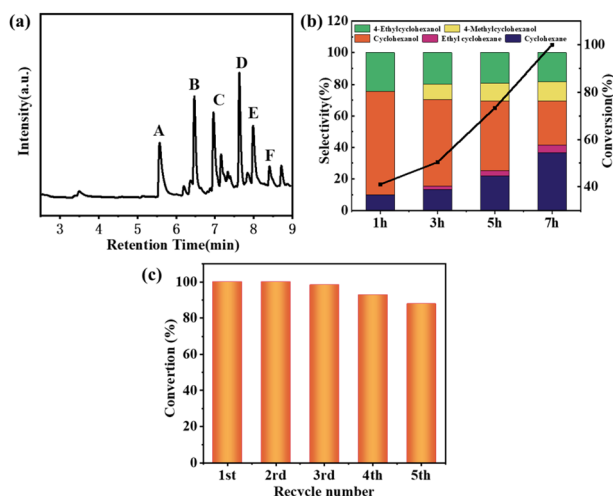 (a)
Intensity(a.u.)
A
B
C
D
E
F
3 4 5 6 7 8 9
Retention Time(min)
(b)
4-Ethylcyclohexanol 4-Methylcyclohexanol
Cyclohexanol Ethyl cyclohexane Cyclohexane
Selectivity(%)
100
80
60
40
20
0
1h 3h 5h 7h
Conversion(%)
100
80
60
40
(c)
Convertion (%)
100
80
60
40
20
0
1st 2rd 3rd 4th 5th
Recycle number